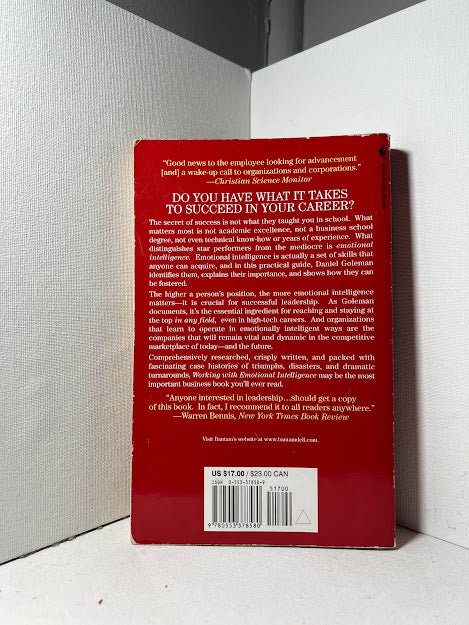 “Good news to the employee looking for advancement
[and] a wake-up call to organizations and corporations.”
—Christian Science Monitor
DO YOU HAVE WHAT IT TAKES
TO SUCCEED IN YOUR CAREER?
The secret of success is not what they taught you in school. What
matters most is not academic excellence, not a business school
degree, not even technical know-how or years of experience. What
distinguishes star performers from the mediocre is emotional
intelligence. Emotional intelligence is actually a set of skills that
anyone can acquire, and in this practical guide, Daniel Goleman
identifies them, explains their importance, and shows how they can
be fostered.
The higher a person's position, the more emotional intelligence
matters—it is crucial for successful leadership. As Goleman
documents, it's the essential ingredient for reaching and staying at
the top in any field, even in high-tech careers. And organizations
that learn to operate in emotionally intelligent ways are the
companies that will remain vital and dynamic in the competitive
marketplace of today—and the future.
Comprehensively researched, crisply written, and packed with
fascinating case histories of triumphs, disasters, and dramatic
turnarounds, Working with Emotional Intelligence may be the most
important business book you'll ever read.
“Anyone interested in leadership...should get a copy
of this book. In fact, I recommend it to all readers anywhere.”
—Warren Bennis, New York Times Book Review
Visit Bantam's website at www.bantamdell.com.
US $17.00 / $23.00 CAN
ISBN 0-553-37858-9
51700
9 780553 378580